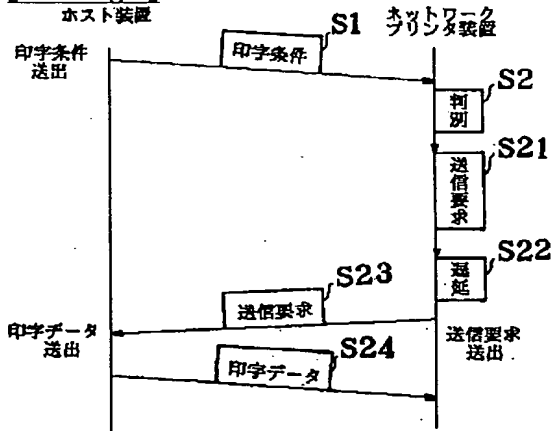 ホスト装置
ネットワーク
プリンタ装置
印字条件
送出
印字条件
S1
S2
判別
S21
送信要求
S22
遅延
S23
送信要求
印字データ
送出
送信要求
送出
S24
印字データ